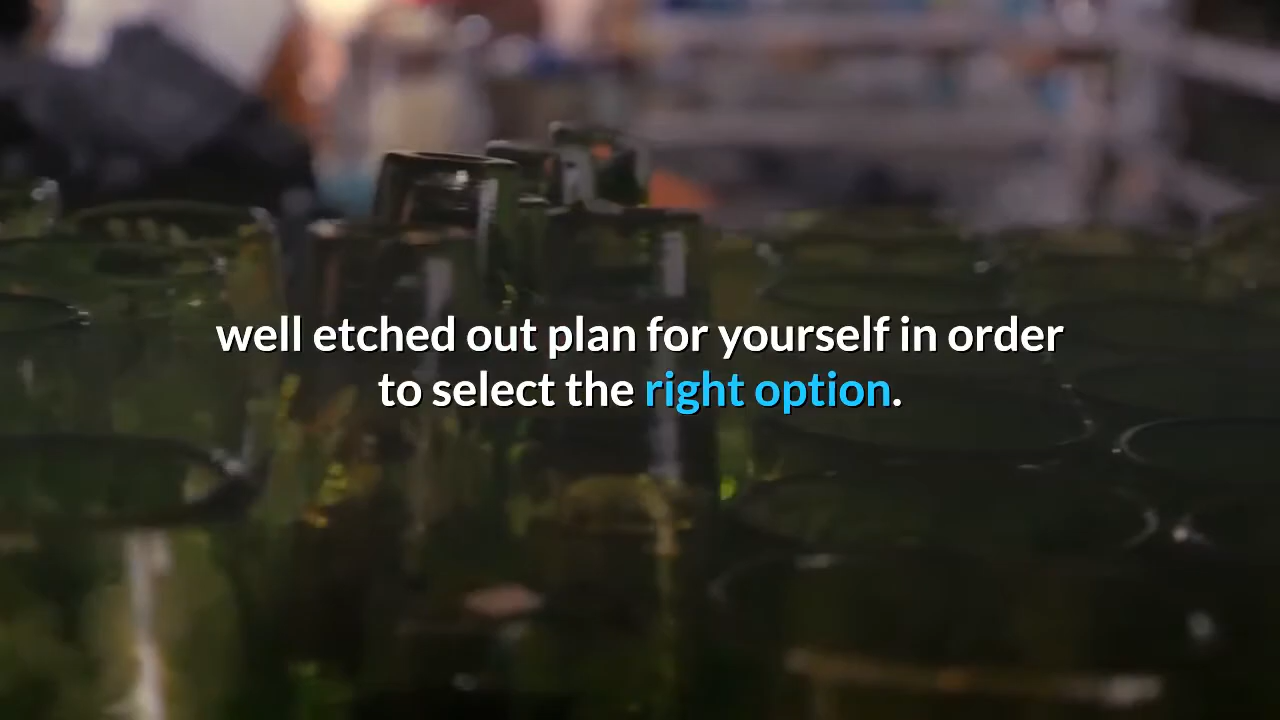 well etched out plan for yourself in order
to select the right option.